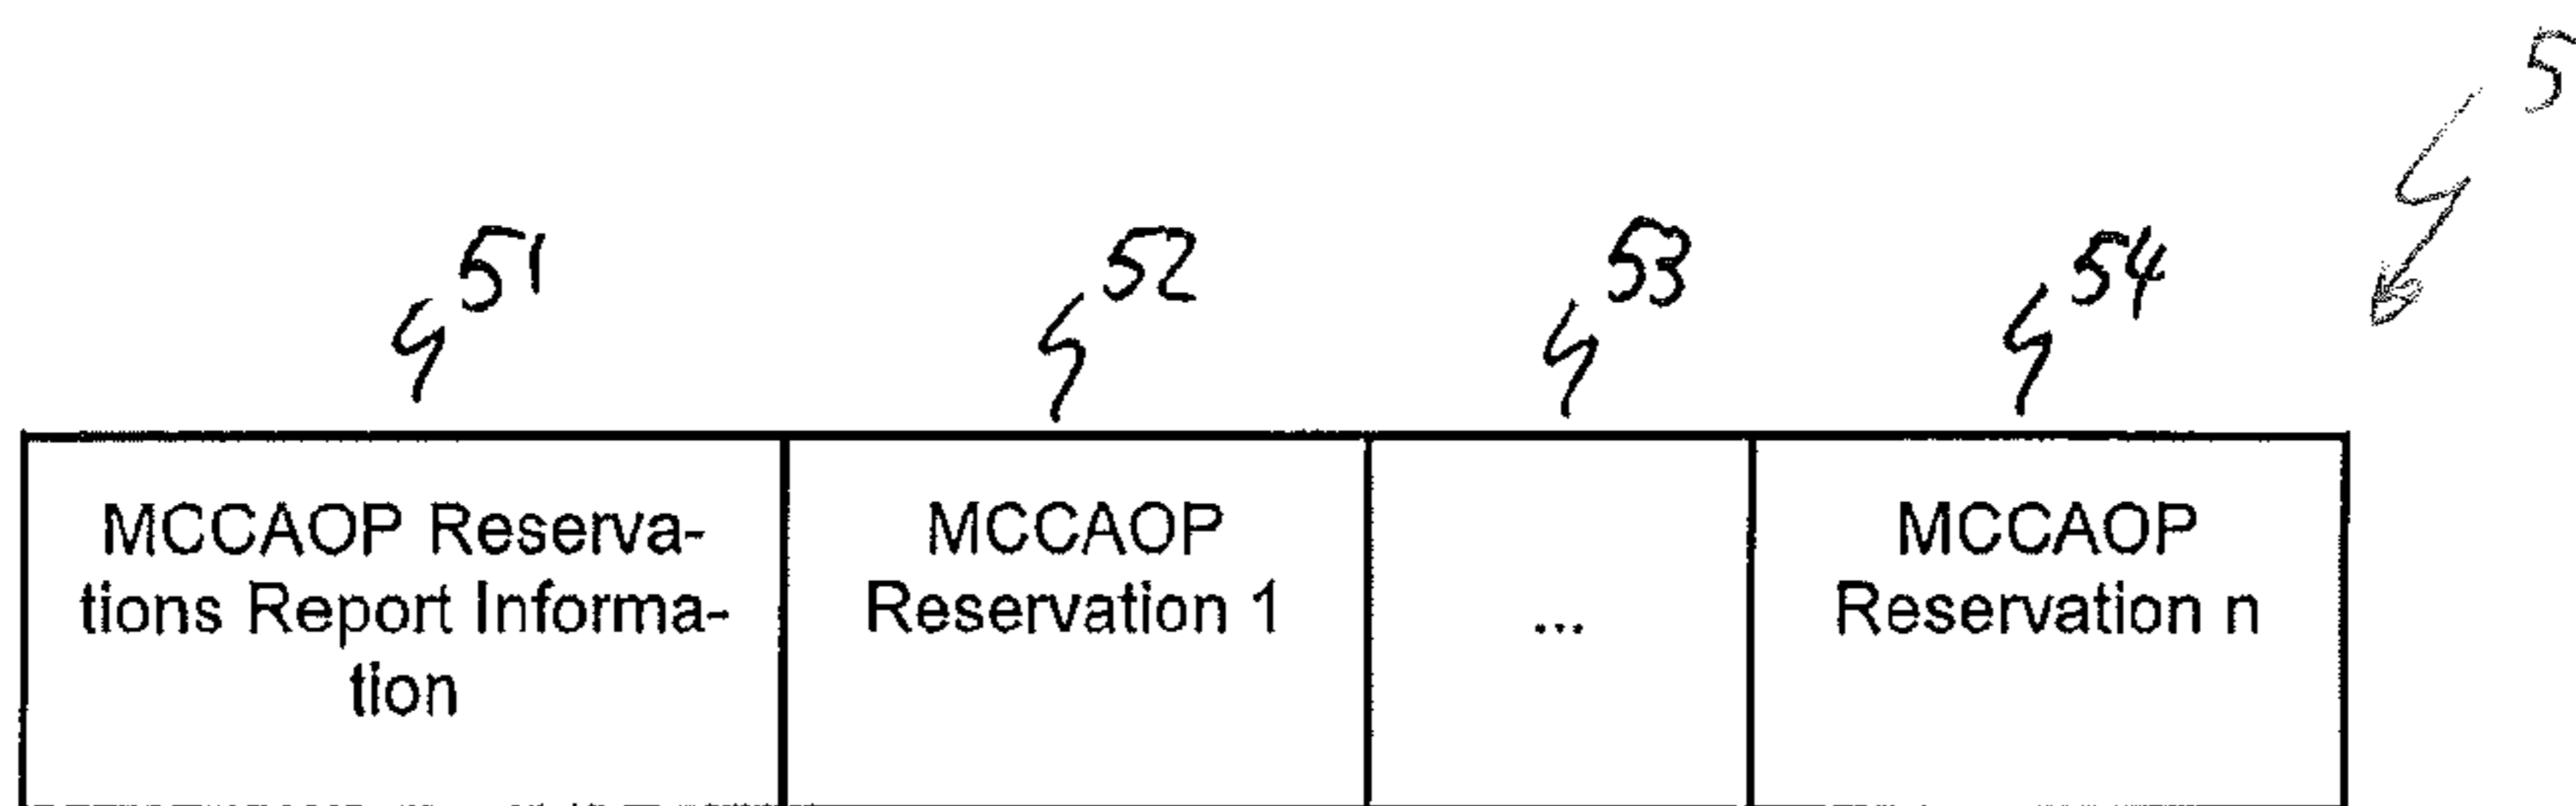 5
51 52 53 54
MCCAOP Reserva-
tions Report Informa-
tion
MCCAOP
Reservation 1
...
MCCAOP
Reservation n